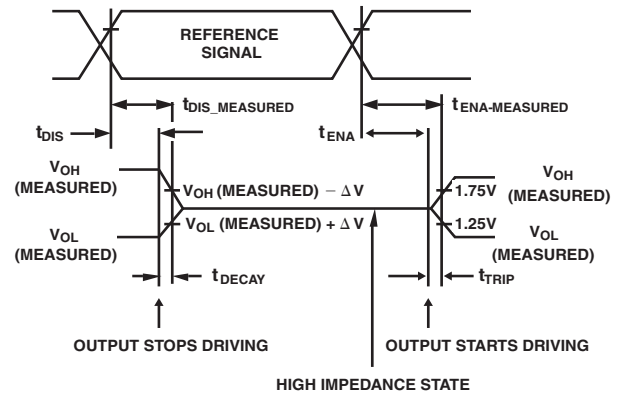 REFERENCE
SIGNAL
tDIS_MEASURED
tENA-MEASURED
tDIS
tENA
VOH
(MEASURED)
VOH (MEASURED) – ΔV
1.75V
VOH
(MEASURED)
VOL
(MEASURED)
VOL (MEASURED) + ΔV
1.25V
VOL
(MEASURED)
tDECAY
tTRIP
OUTPUT STOPS DRIVING
OUTPUT STARTS DRIVING
HIGH IMPEDANCE STATE